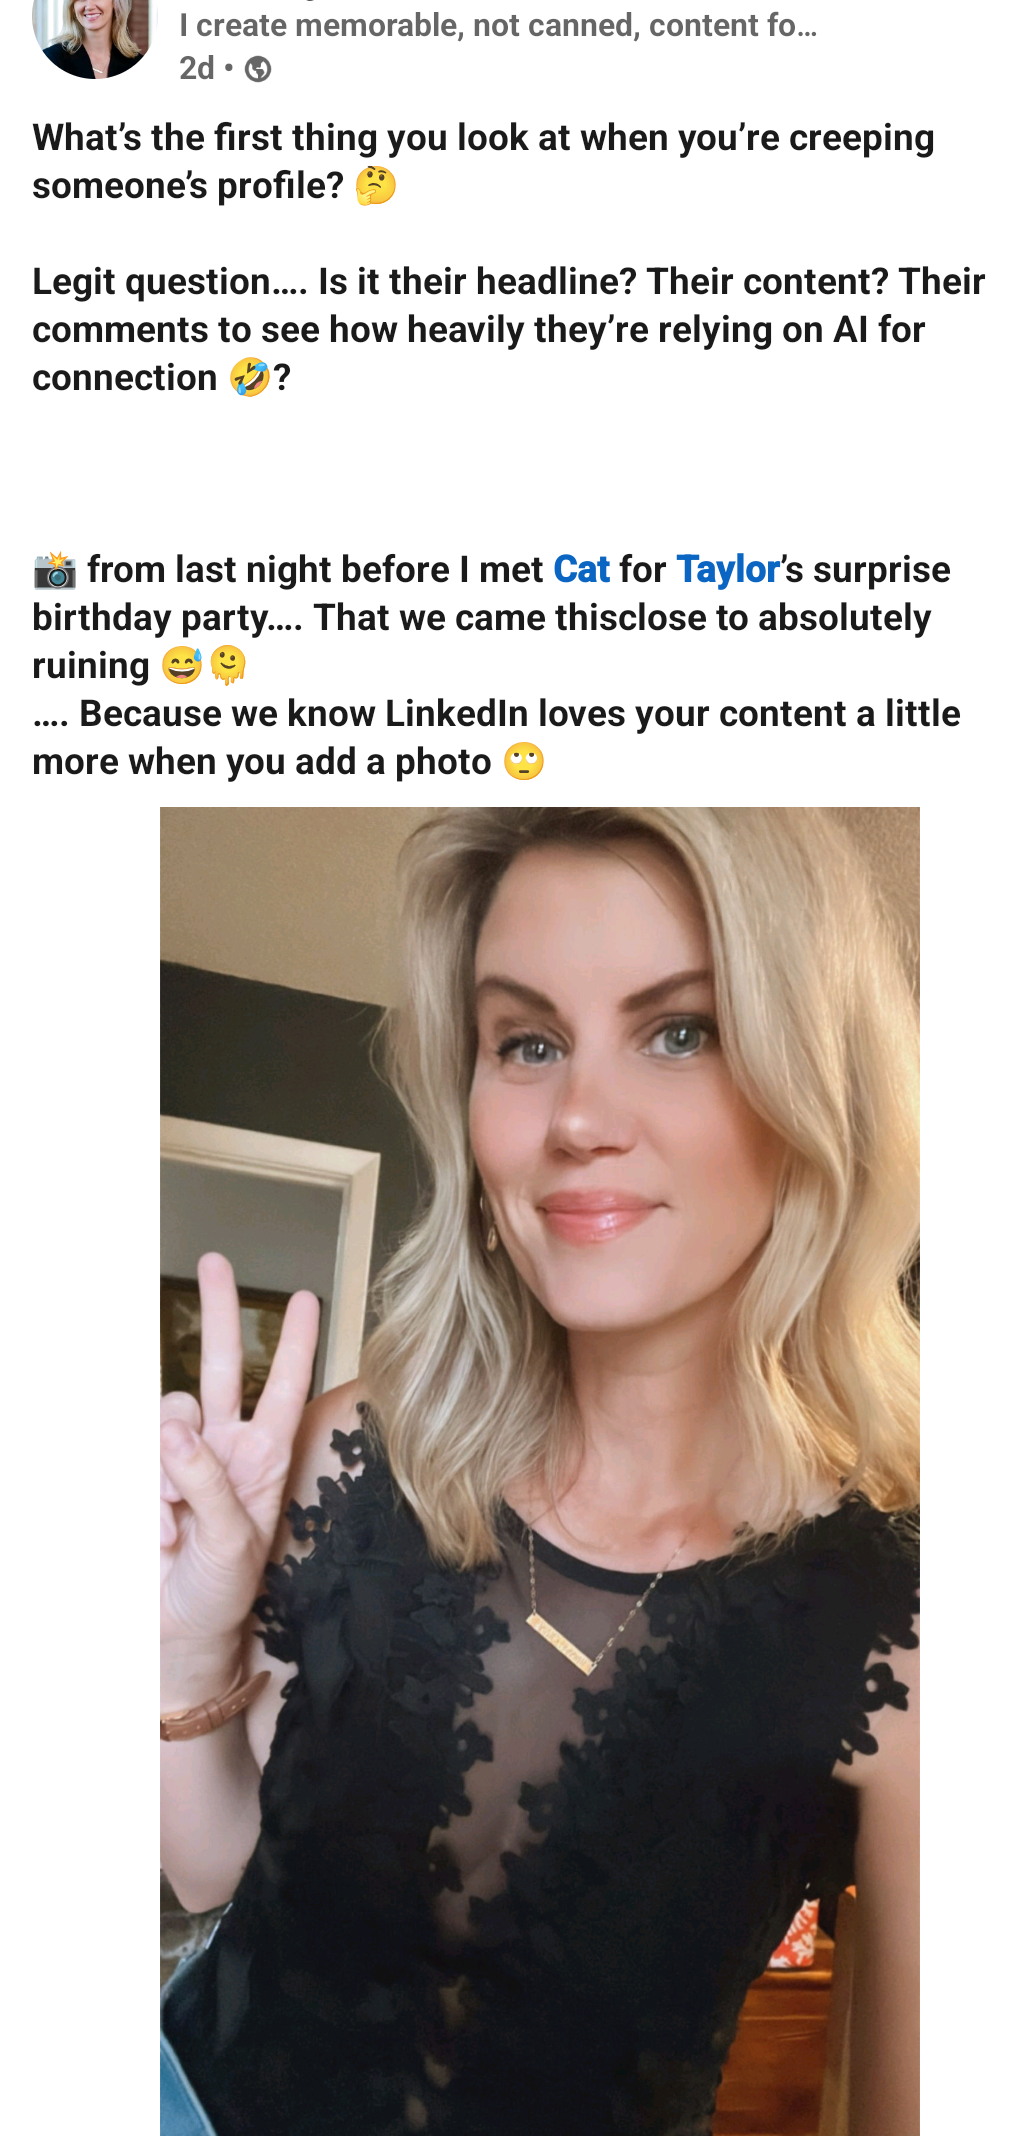 I create memorable, not canned, content fo...
2d •
What's the first thing you look at when you're creeping
someone's profile? 🤔
Legit question.... Is it their headline? Their content? Their
comments to see how heavily they're relying on AI for
connection 🤣?
📸 from last night before I met Cat for Taylor's surprise
birthday party.... That we came thisclose to absolutely
ruining 😅🫠
.... Because we know LinkedIn loves your content a little
more when you add a photo 🙄